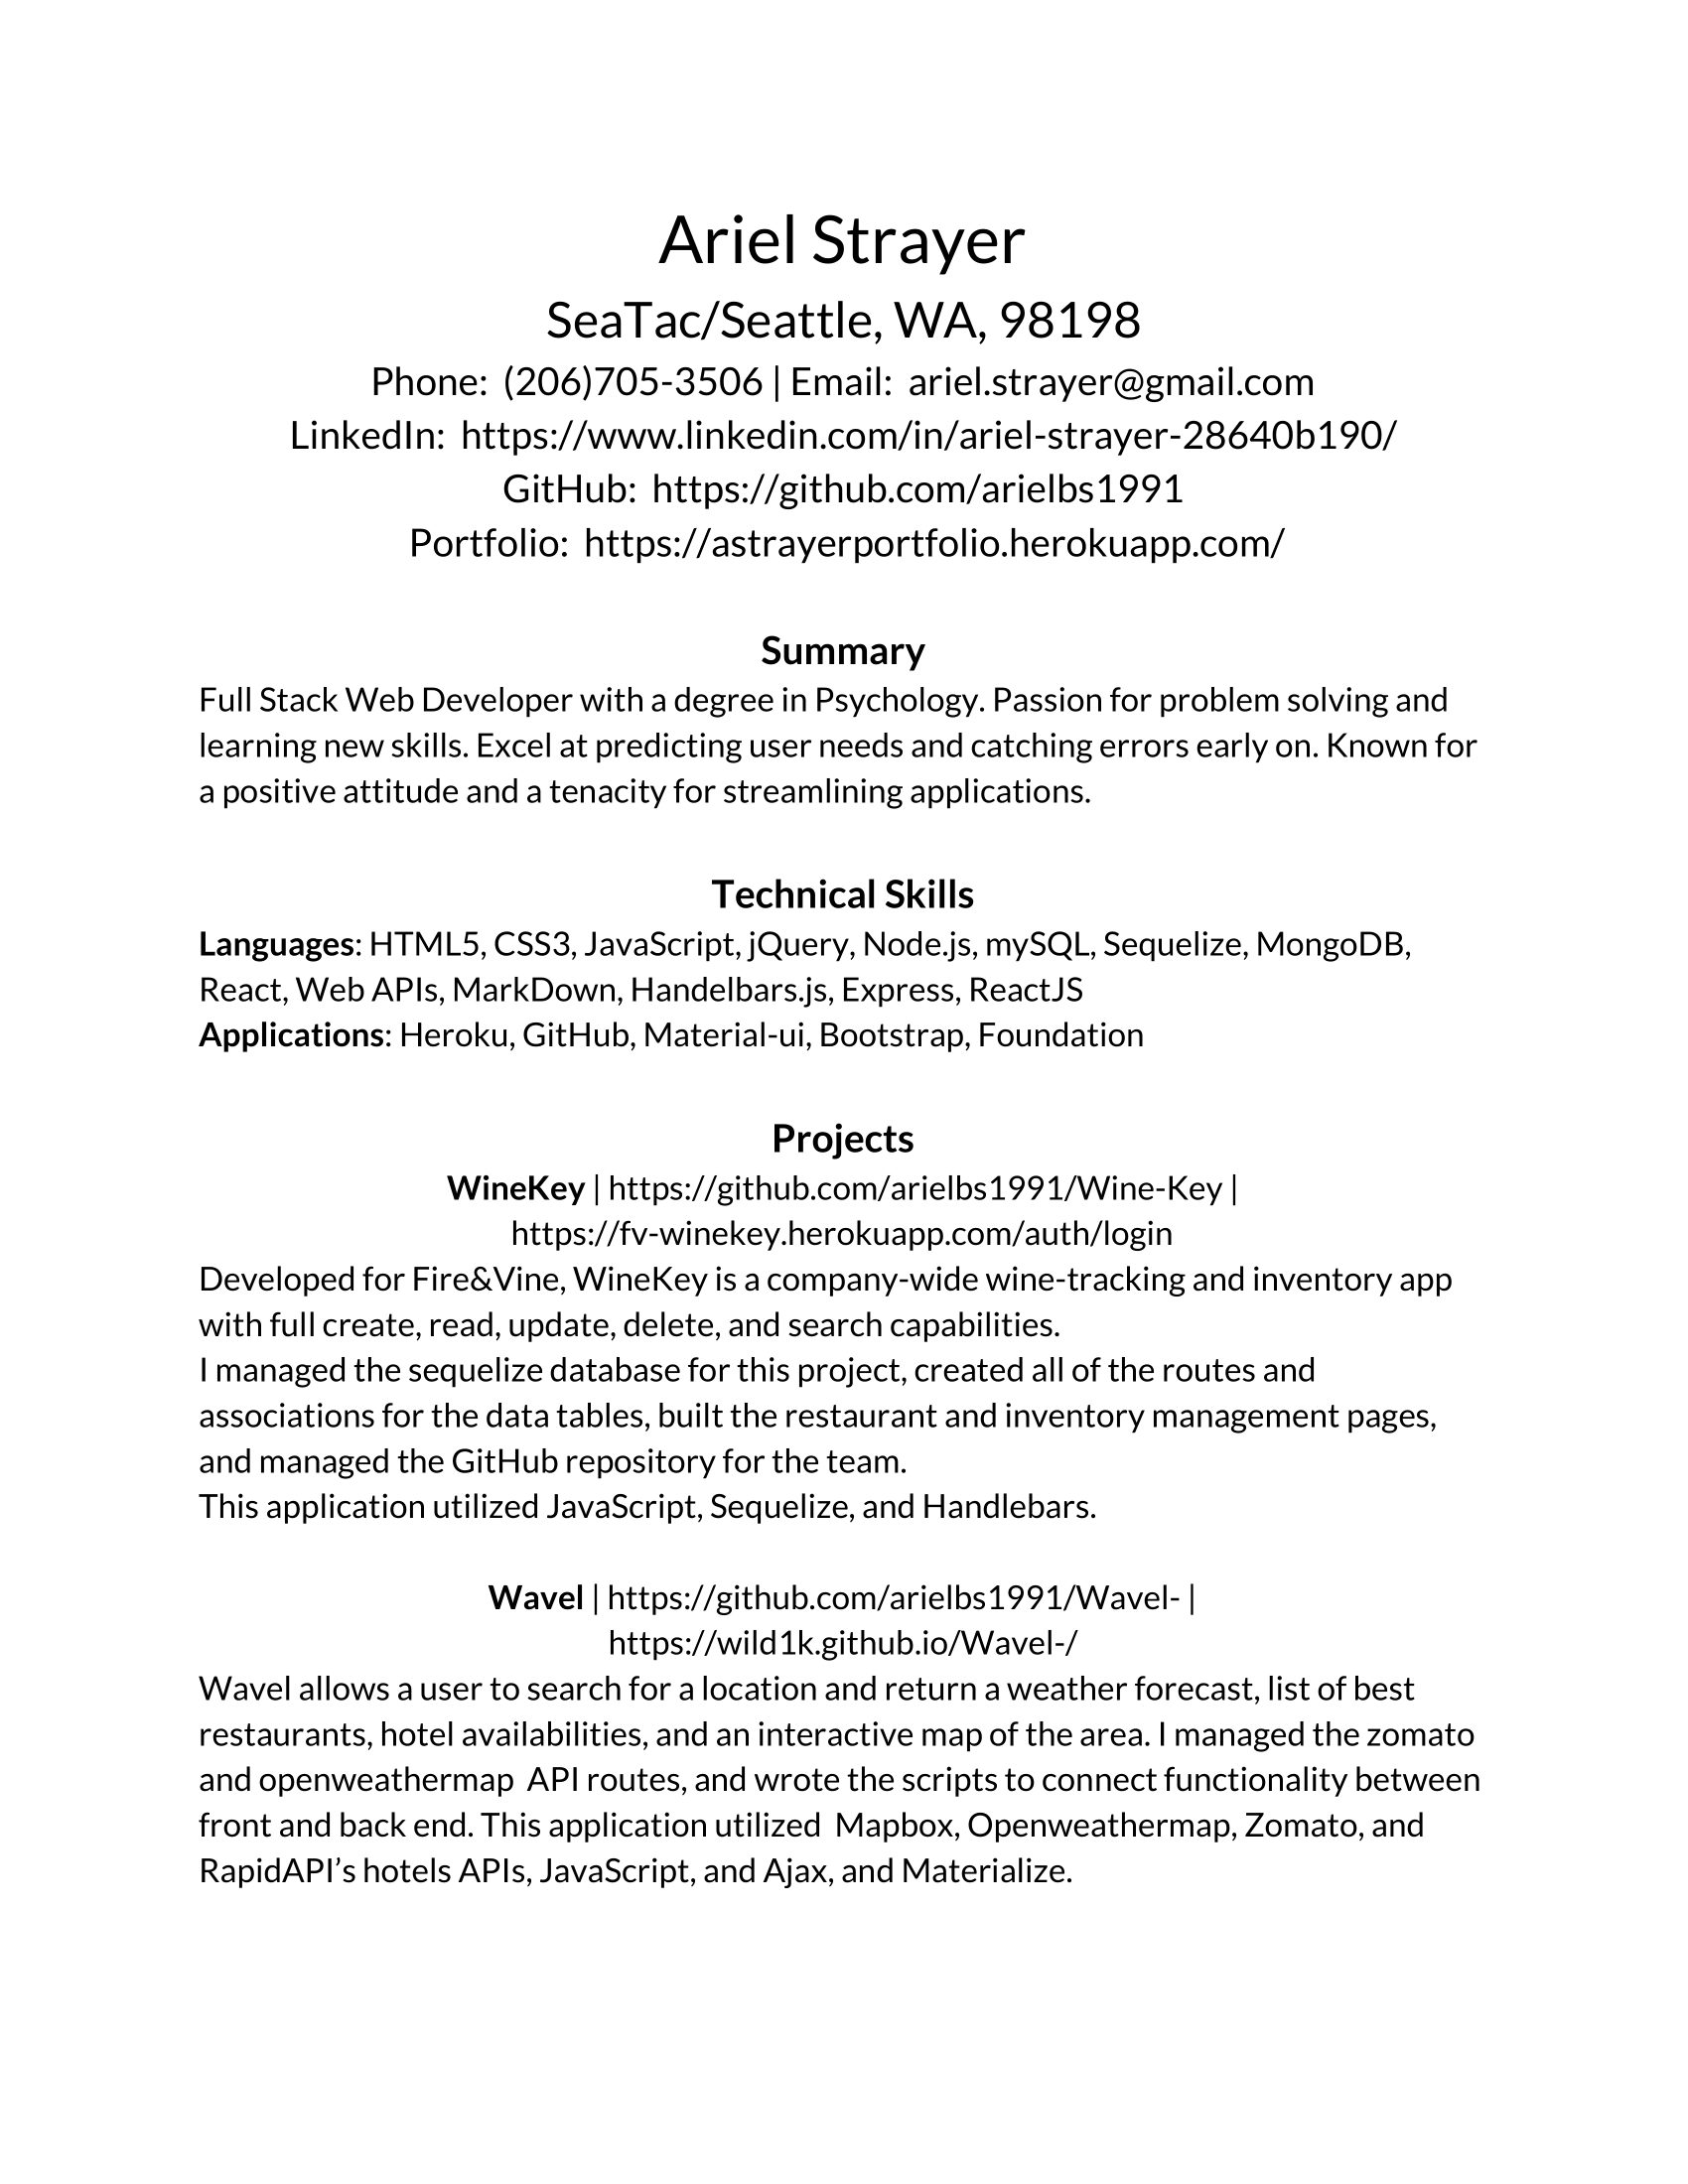 Ariel Strayer
SeaTac/Seattle, WA, 98198
Phone: (206)705-3506 | Email: ariel.strayer@gmail.com
LinkedIn: https://www.linkedin.com/in/ariel-strayer-28640b190/
GitHub: https://github.com/arielbs1991
Portfolio: https://astrayerportfolio.herokuapp.com/
Summary
Full Stack Web Developer with a degree in Psychology. Passion for problem solving and
learning new skills. Excel at predicting user needs and catching errors early on. Known for
a positive attitude and a tenacity for streamlining applications.
Technical Skills
Languages: HTML5, CSS3, JavaScript, jQuery, Node.js, mySQL, Sequelize, MongoDB,
React, Web APIs, MarkDown, Handelbars.js, Express, ReactJS
Applications: Heroku, GitHub, Material-ui, Bootstrap, Foundation
Projects
WineKey | https://github.com/arielbs1991/Wine-Key |
https://fv-winekey.herokuapp.com/auth/login
Developed for Fire&Vine, WineKey is a company-wide wine-tracking and inventory app
with full create, read, update, delete, and search capabilities.
I managed the sequelize database for this project, created all of the routes and
associations for the data tables, built the restaurant and inventory management pages,
and managed the GitHub repository for the team.
This application utilized JavaScript, Sequelize, and Handlebars.
Wavel | https://github.com/arielbs1991/Wavel- |
https://wild1k.github.io/Wavel-/
Wavel allows a user to search for a location and return a weather forecast, list of best
restaurants, hotel availabilities, and an interactive map of the area. I managed the zomato
and openweathermap  API routes, and wrote the scripts to connect functionality between
front and back end. This application utilized  Mapbox, Openweathermap, Zomato, and
RapidAPI’s hotels APIs, JavaScript, and Ajax, and Materialize.